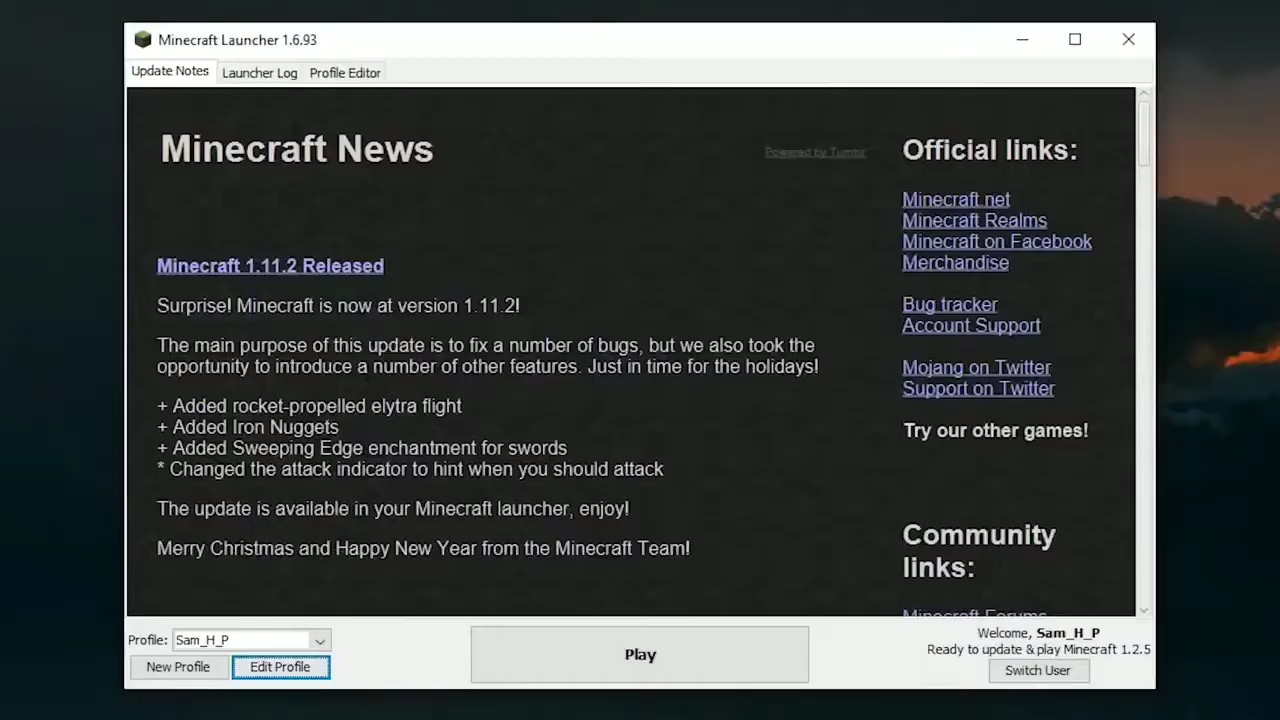 Minecraft Launcher 1.6.93
Update Notes
Launcher Log
Profile Editor
Minecraft News
Powered by Tumblr
Minecraft 1.11.2 Released
Surprise! Minecraft is now at version 1.11.2!
The main purpose of this update is to fix a number of bugs, but we also took the
opportunity to introduce a number of other features. Just in time for the holidays!
+ Added rocket-propelled elytra flight
+ Added Iron Nuggets
+ Added Sweeping Edge enchantment for swords
* Changed the attack indicator to hint when you should attack
The update is available in your Minecraft launcher, enjoy!
Merry Christmas and Happy New Year from the Minecraft Team!
Official links:
Minecraft.net
Minecraft Realms
Minecraft on Facebook
Merchandise
Bug tracker
Account Support
Mojang on Twitter
Support on Twitter
Try our other games!
Community
links:
Minecraft Forums
Profile:
Sam_H_P
New Profile
Edit Profile
Play
Welcome, Sam_H_P
Ready to update & play Minecraft 1.2.5
Switch User